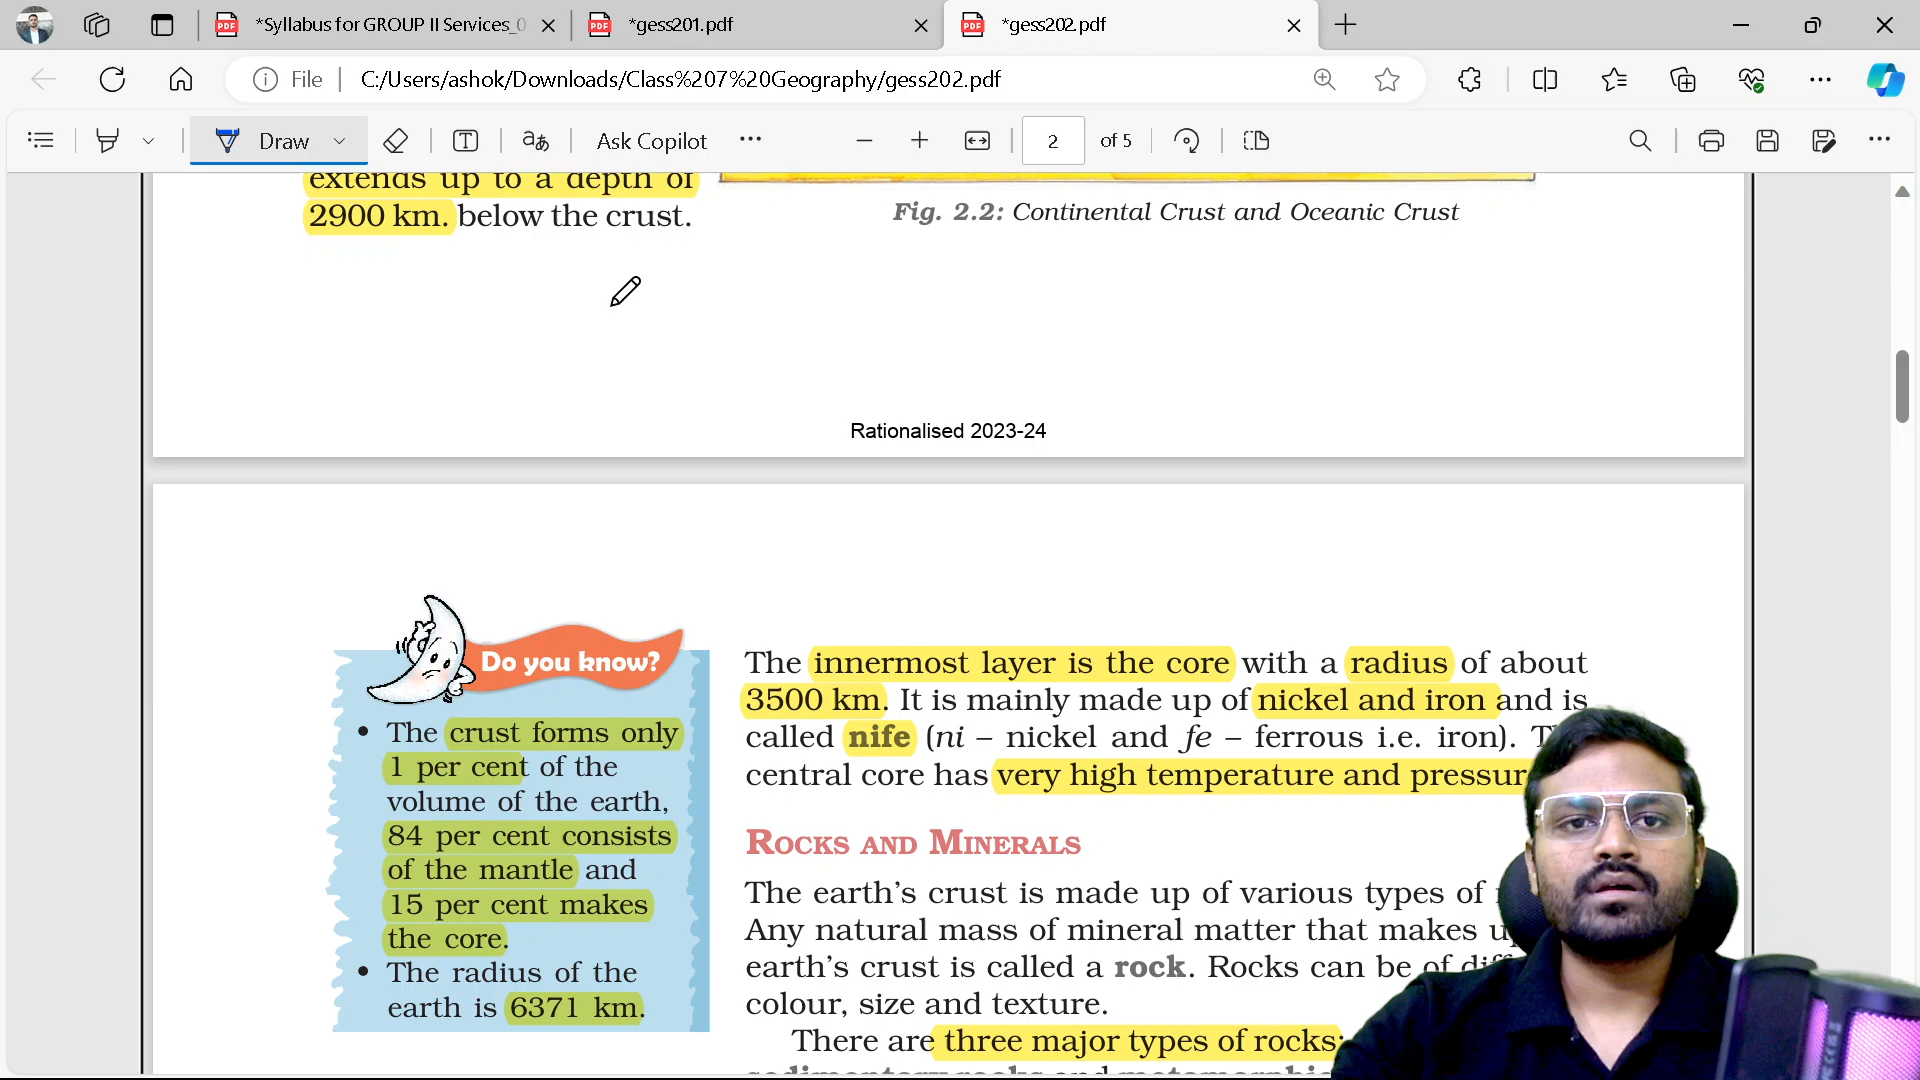 *Syllabus for GROUP II Services_0
*gess201.pdf
*gess202.pdf
File
C:/Users/ashok/Downloads/Class%207%20Geography/gess202.pdf
Draw
Ask Copilot
2 of 5
extends up to a depth of
2900 km. below the crust.
Fig. 2.2: Continental Crust and Oceanic Crust
Rationalised 2023-24
Do you know?
• The crust forms only
1 per cent of the
volume of the earth,
84 per cent consists
of the mantle and
15 per cent makes
the core.
• The radius of the
earth is 6371 km.
The innermost layer is the core with a radius of about
3500 km. It is mainly made up of nickel and iron and is
called nife (ni – nickel and fe – ferrous i.e. iron).
central core has very high temperature and pressur
ROCKS AND MINERALS
The earth's crust is made up of various types of
Any natural mass of mineral matter that makes
earth's crust is called a rock. Rocks can be of
colour, size and texture.
There are three major types of rocks:
sedimentary rocks and metamorphic